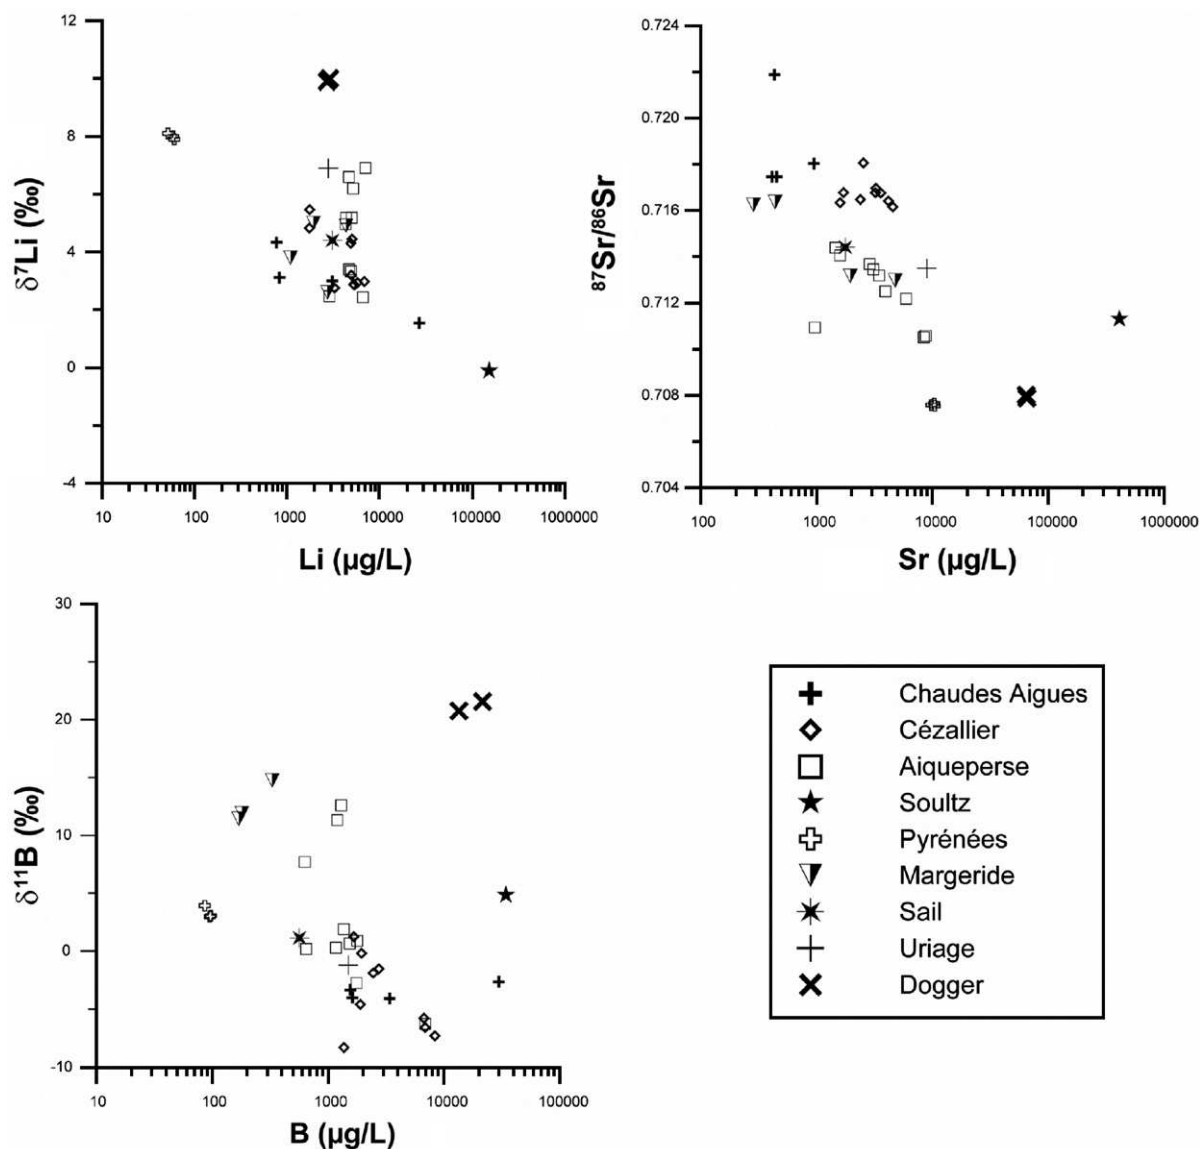 12
8
4
0
-4
δ⁷Li (‰)
10
100
1000
10000
100000
1000000
Li (µg/L)
0.724
0.720
0.716
0.712
0.708
0.704
⁸⁷Sr/⁸⁶Sr
100
1000
10000
100000
1000000
Sr (µg/L)
30
20
10
0
-10
δ¹¹B (‰)
10
100
1000
10000
100000
B (µg/L)
Chaudes Aigues
Cézallier
Aiqueperse
Soultz
Pyrénées
Margeride
Sail
Uriage
Dogger